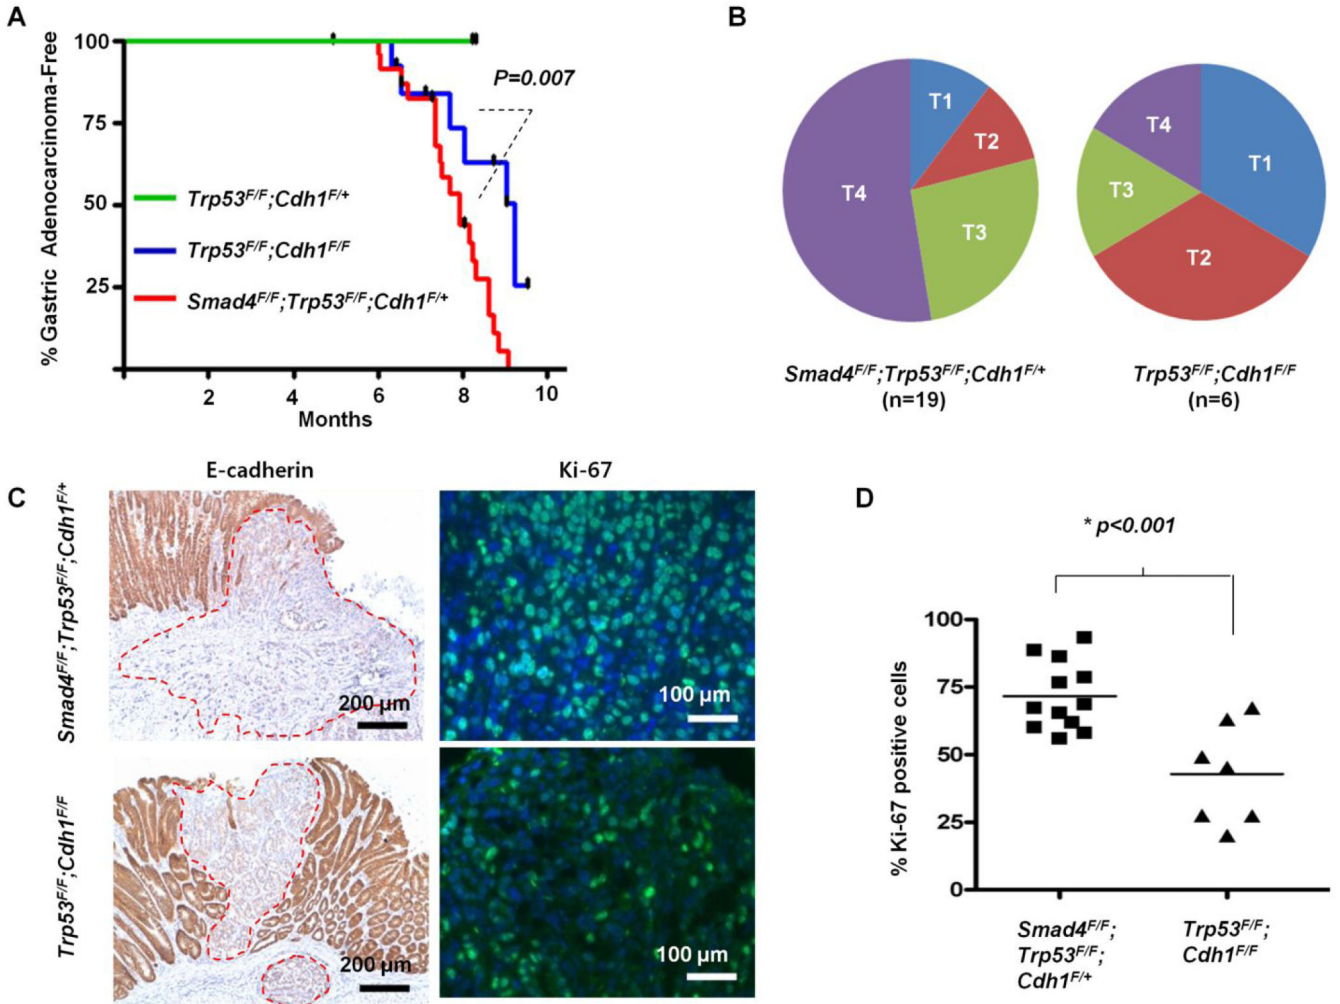 A
% Gastric Adenocarcinoma-Free
100
75
50
25
P=0.007
Trp53F/F;Cdh1F/+
Trp53F/F;Cdh1F/F
Smad4F/F;Trp53F/F;Cdh1F/+
2 4 6 8 10
Months
B
T1
T2
T3
T4
Smad4F/F;Trp53F/F;Cdh1F/+
(n=19)
T1
T2
T3
T4
Trp53F/F;Cdh1F/F
(n=6)
C
E-cadherin Ki-67
Smad4F/F;Trp53F/F;Cdh1F/+
200 µm
100 µm
Trp53F/F;Cdh1F/F
200 µm
100 µm
D
* p<0.001
% Ki-67 positive cells
100
75
50
25
0
Smad4F/F;
Trp53F/F;
Cdh1F/+
Trp53F/F;
Cdh1F/F